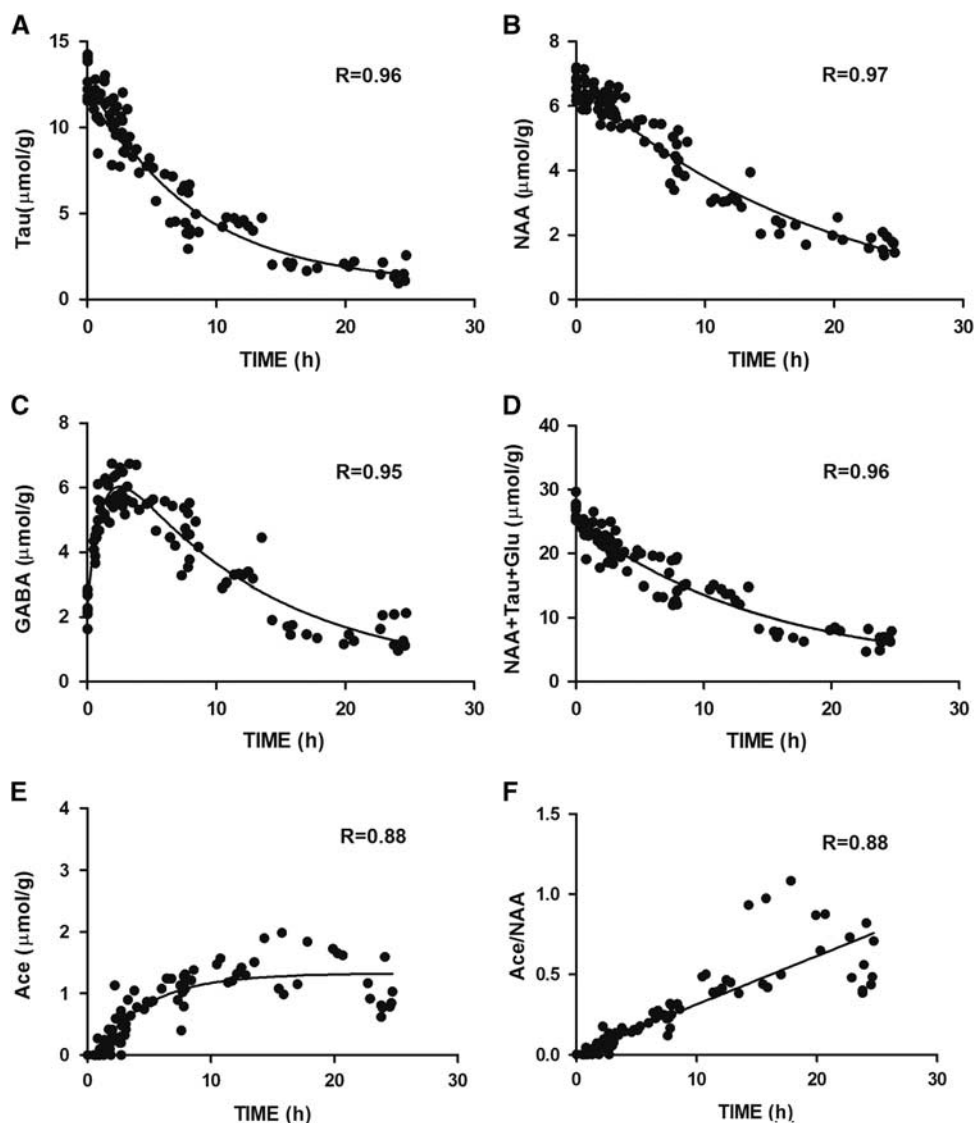 A
15
10
5
0
Tau(μmol/g)
R=0.96
0 10 20 30
TIME (h)
B
8
6
4
2
0
NAA (μmol/g)
R=0.97
0 10 20 30
TIME (h)
C
8
6
4
2
0
GABA (μmol/g)
R=0.95
0 10 20 30
TIME (h)
D
40
30
20
10
0
NAA+Tau+Glu (μmol/g)
R=0.96
0 10 20 30
TIME (h)
E
4
3
2
1
0
Ace (μmol/g)
R=0.88
0 10 20 30
TIME (h)
F
1.5
1.0
0.5
0.0
Ace/NAA
R=0.88
0 10 20 30
TIME (h)